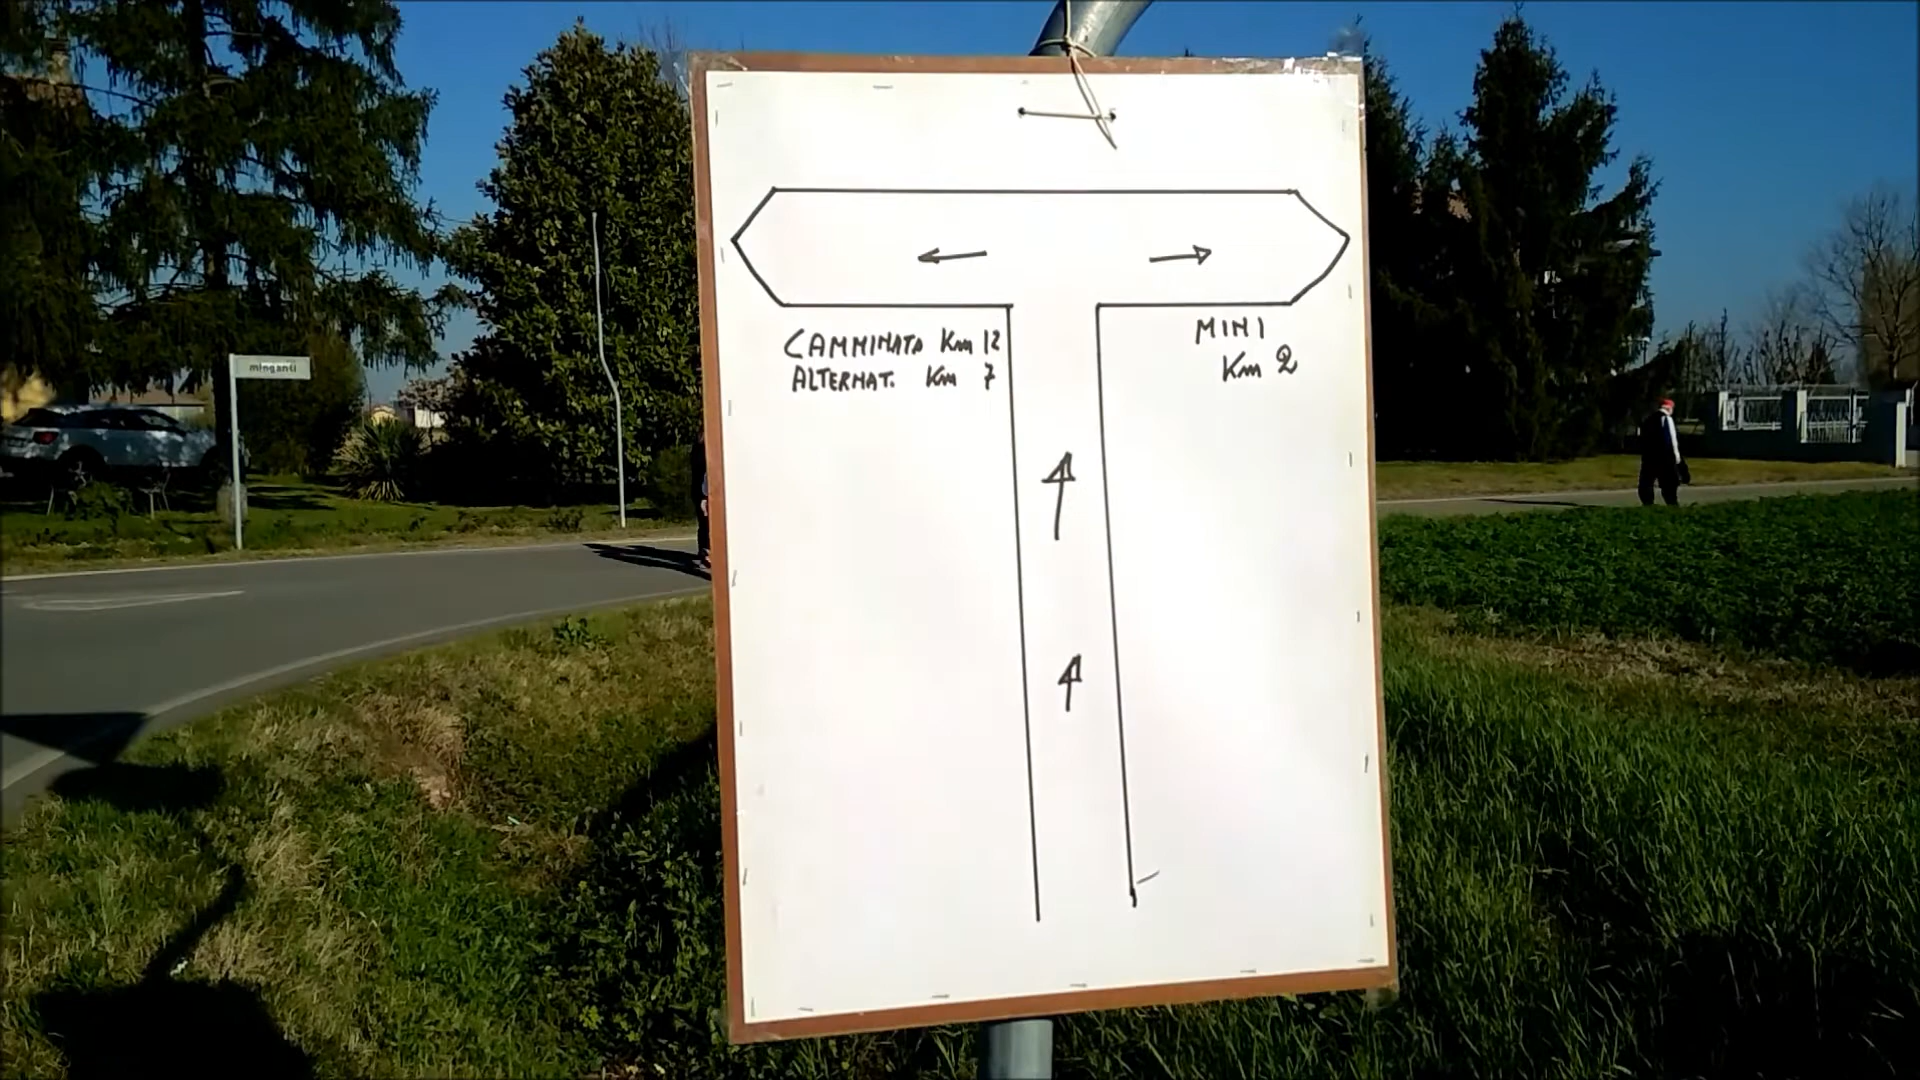 minganti
CAMMINATA Km 12
ALTERNAT. Km 7
MINI
Km 2